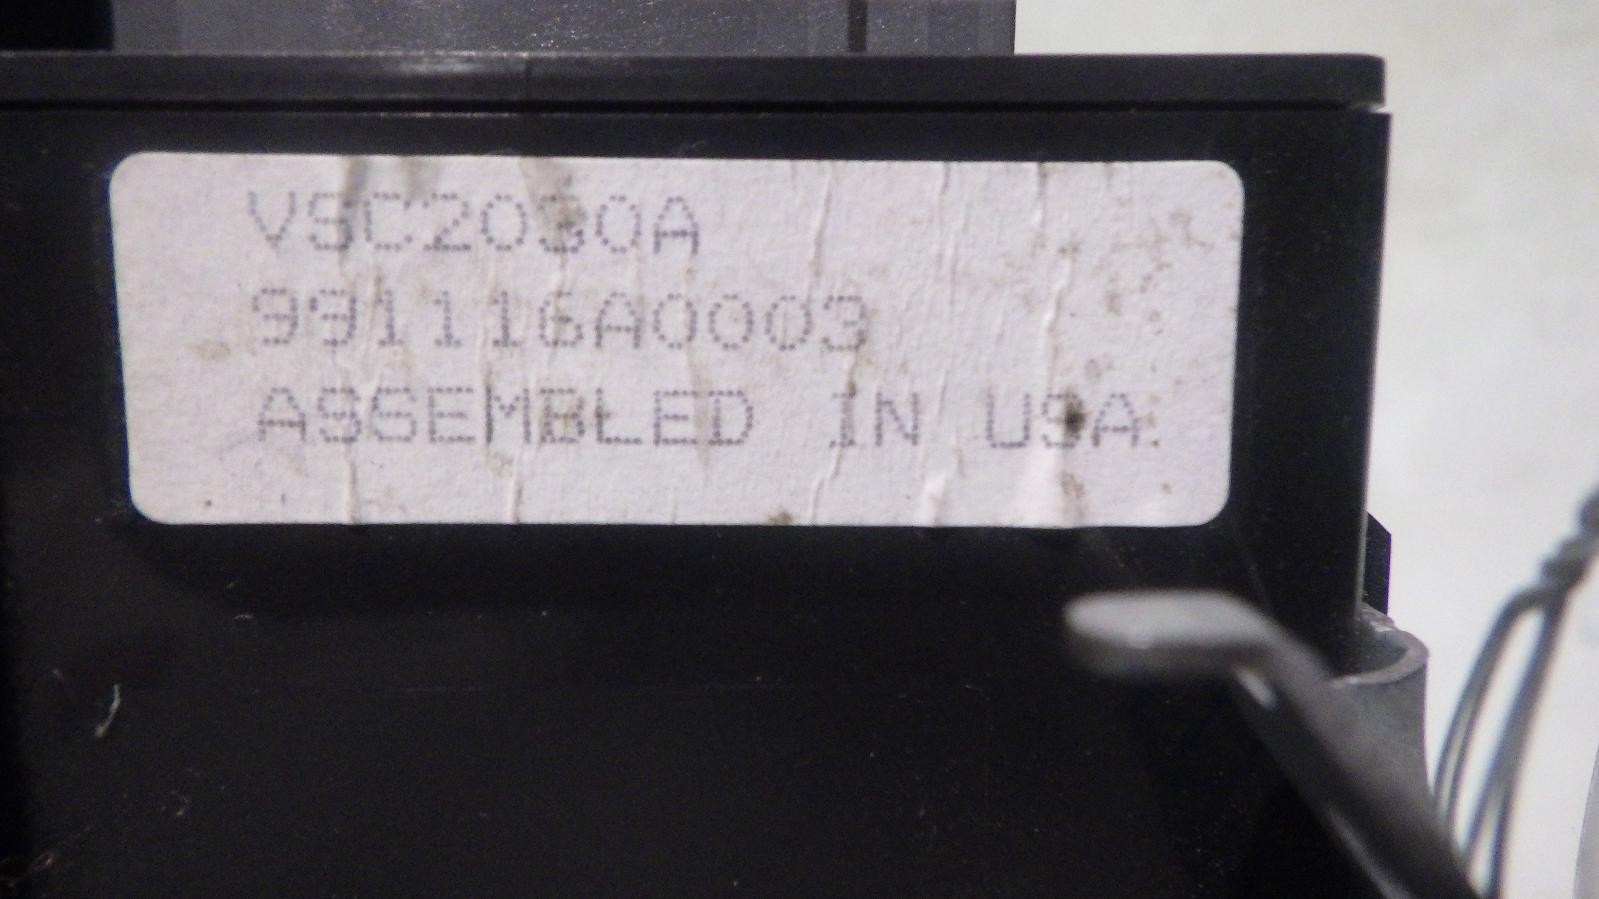 VSC2030A
991116A0003
ASSEMBLED IN USA